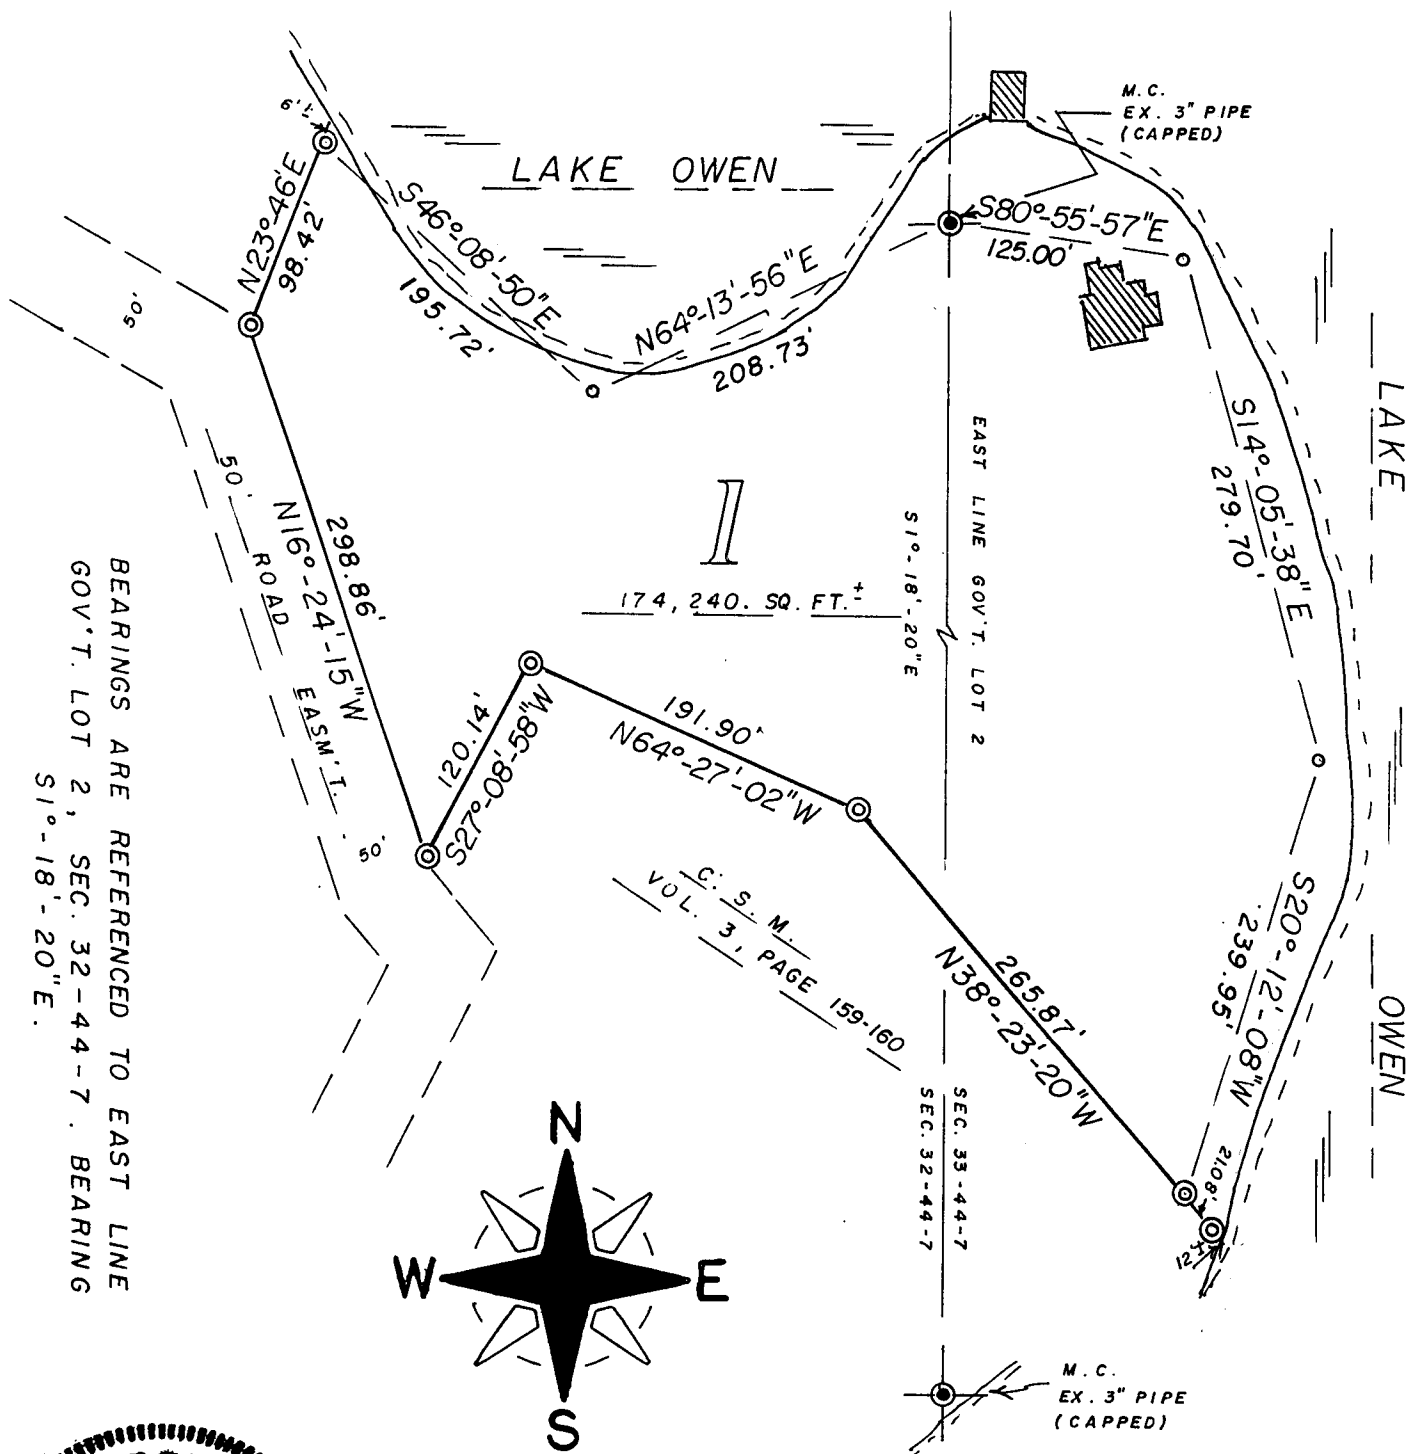 M.C.
EX. 3" PIPE
(CAPPED)
6'±
LAKE OWEN
N23°-46'E
98.42'
S46°-08'-50"E
195.72'
N64°-13'-56"E
208.73'
S80°-55'-57"E
125.00'
50'
LAKE OWEN
S14°-05'-38"E
279.70'
EAST LINE GOV'T. LOT 2
S1°-18'-20"E
1
174,240. SQ. FT.±
50'
ROAD EASM'T.
298.86'
N16°-24'-15"W
50'
120.14'
S27°-08'-58"W
191.90'
N64°-27'-02"W
C. S. M.
VOL. 3, PAGE 159-160
265.87'
N38°-23'-20"W
S20°-12'-08"W
239.95'
21.08'
12'±
SEC. 33-44-7
SEC. 32-44-7
BEARINGS ARE REFERENCED TO EAST LINE
GOV'T. LOT 2, SEC. 32-44-7. BEARING
S1°-18'-20"E.
N
W E
S
M.C.
EX. 3" PIPE
(CAPPED)